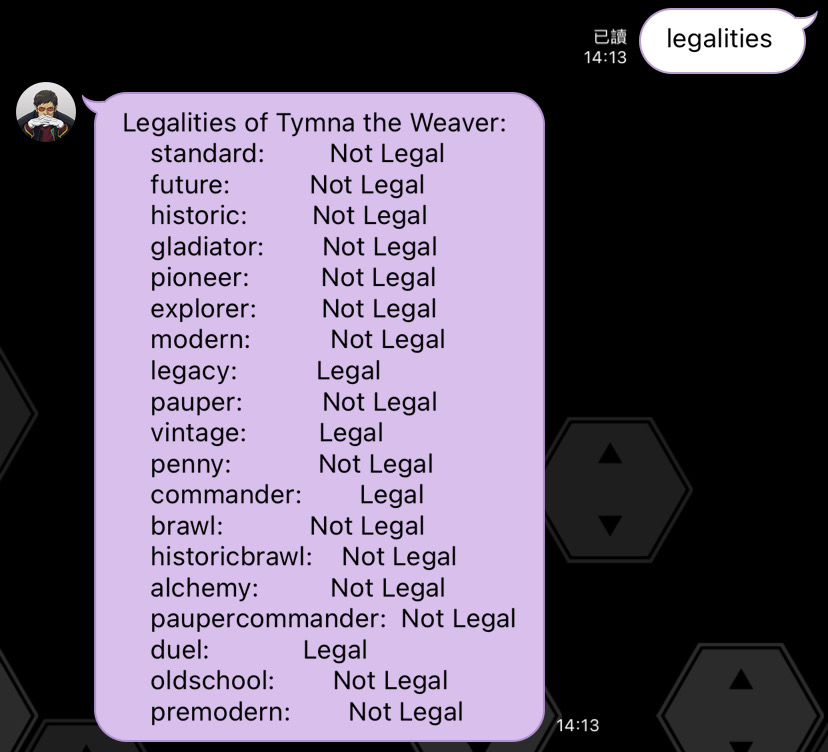 legalities
已讀
14:13
Legalities of Tymna the Weaver:
standard: Not Legal
future: Not Legal
historic: Not Legal
gladiator: Not Legal
pioneer: Not Legal
explorer: Not Legal
modern: Not Legal
legacy: Legal
pauper: Not Legal
vintage: Legal
penny: Not Legal
commander: Legal
brawl: Not Legal
historicbrawl: Not Legal
alchemy: Not Legal
paupercommander: Not Legal
duel: Legal
oldschool: Not Legal
premodern: Not Legal
14:13